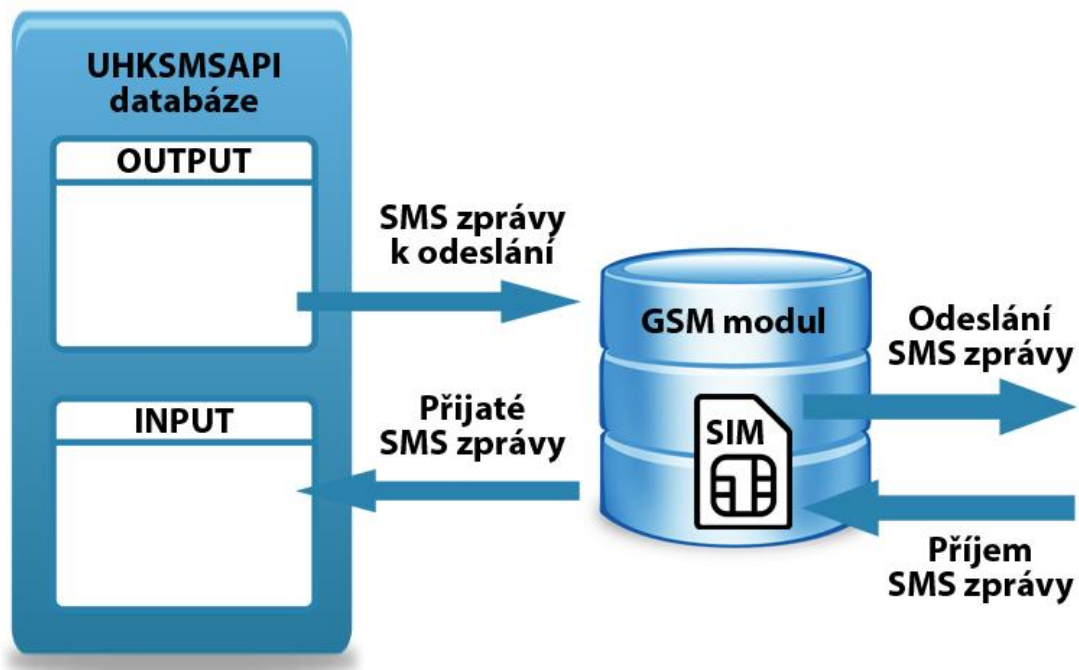 UHKSMSAPI
databáze
OUTPUT
SMS zprávy
k odeslání
GSM modul
Odeslání
SMS zprávy
INPUT
Přijaté
SMS zprávy
SIM
Příjem
SMS zprávy